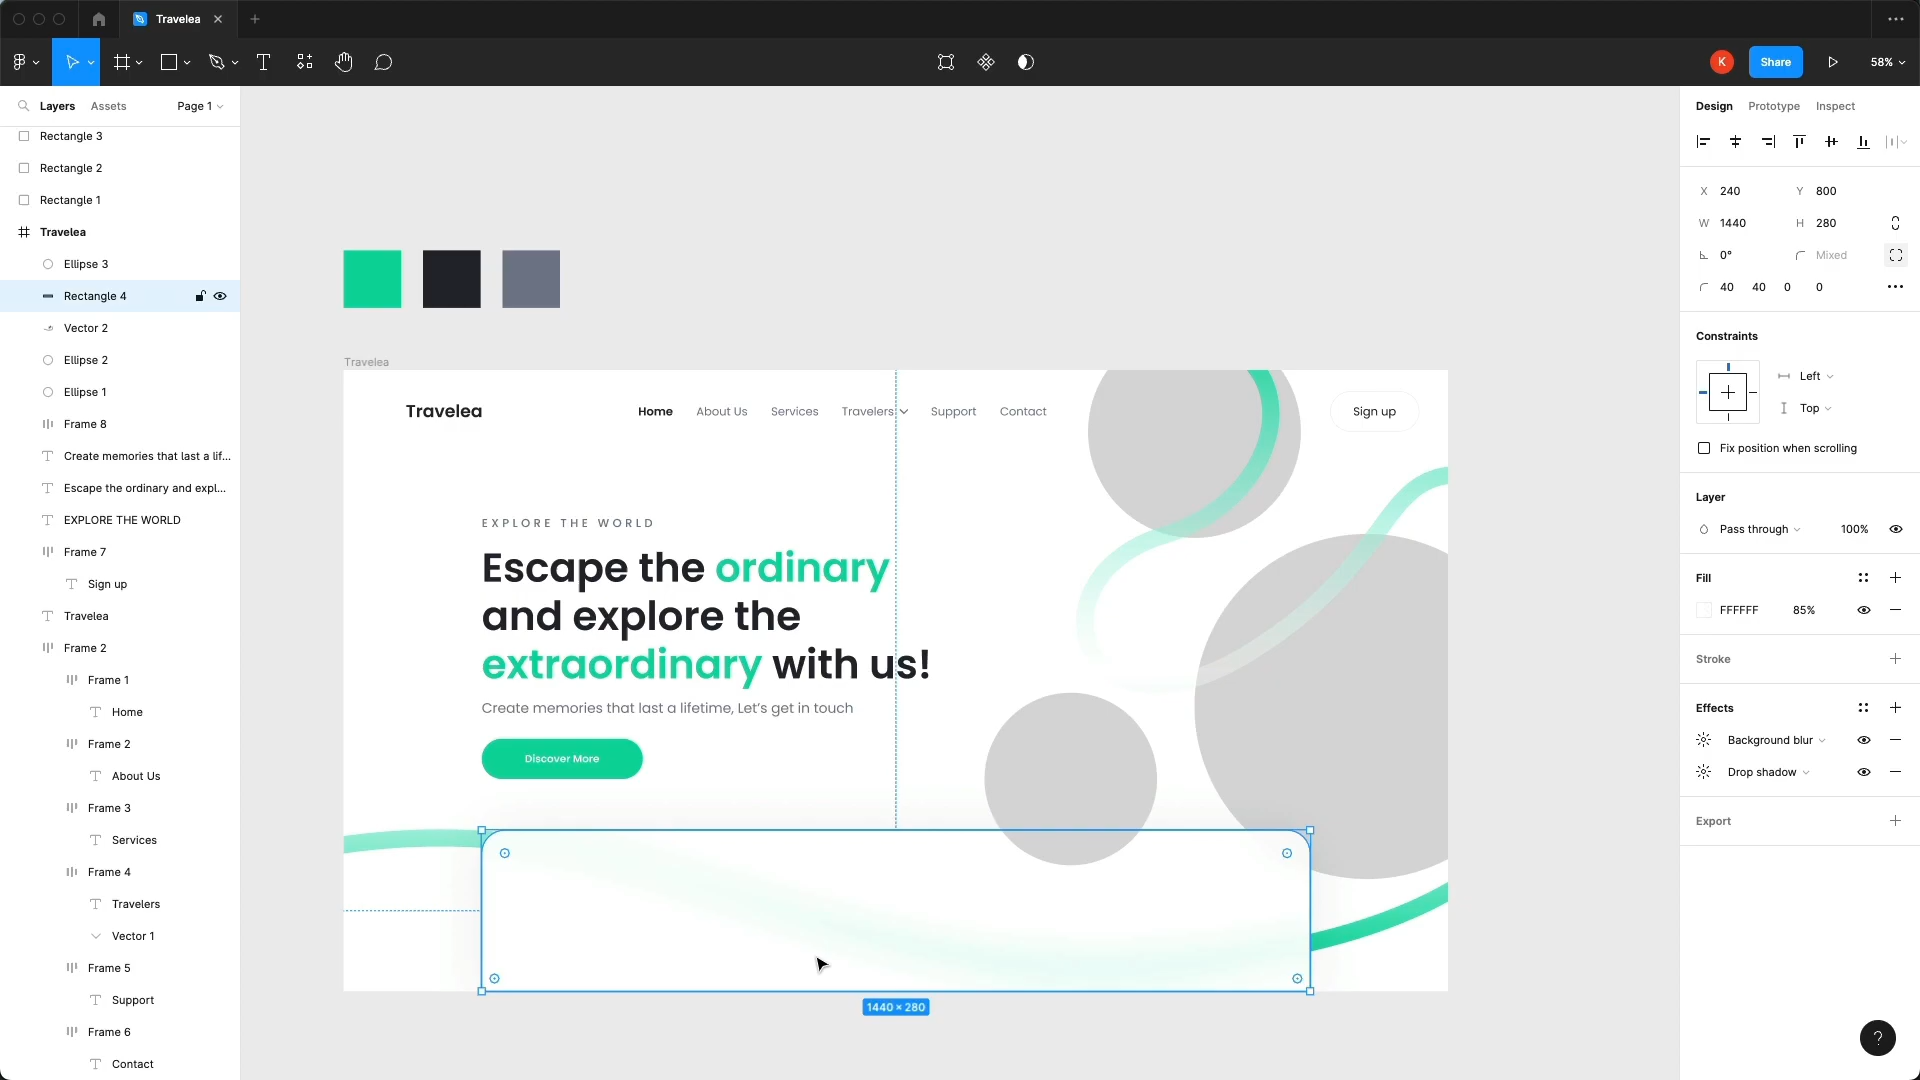 Travelea
K
Share
58%
Layers
Assets
Page 1
Rectangle 3
Rectangle 2
Rectangle 1
Travelea
Ellipse 3
Rectangle 4
Vector 2
Ellipse 2
Ellipse 1
Frame 8
Create memories that last a lif...
Escape the ordinary and expl...
EXPLORE THE WORLD
Frame 7
Sign up
Travelea
Frame 2
Frame 1
Home
Frame 2
About Us
Frame 3
Services
Frame 4
Travelers
Vector 1
Frame 5
Support
Frame 6
Contact
Travelea
Travelea
Home
About Us
Services
Travelers
Support
Contact
Sign up
EXPLORE THE WORLD
Escape the ordinary
and explore the
extraordinary with us!
Create memories that last a lifetime, Let's get in touch
Discover More
1440 × 280
Design
Prototype
Inspect
X 240
Y 800
W 1440
H 280
0°
Mixed
40 40 0 0
Constraints
Left
Top
Fix position when scrolling
Layer
Pass through
100%
Fill
FFFFFF
85%
Stroke
Effects
Background blur
Drop shadow
Export
?